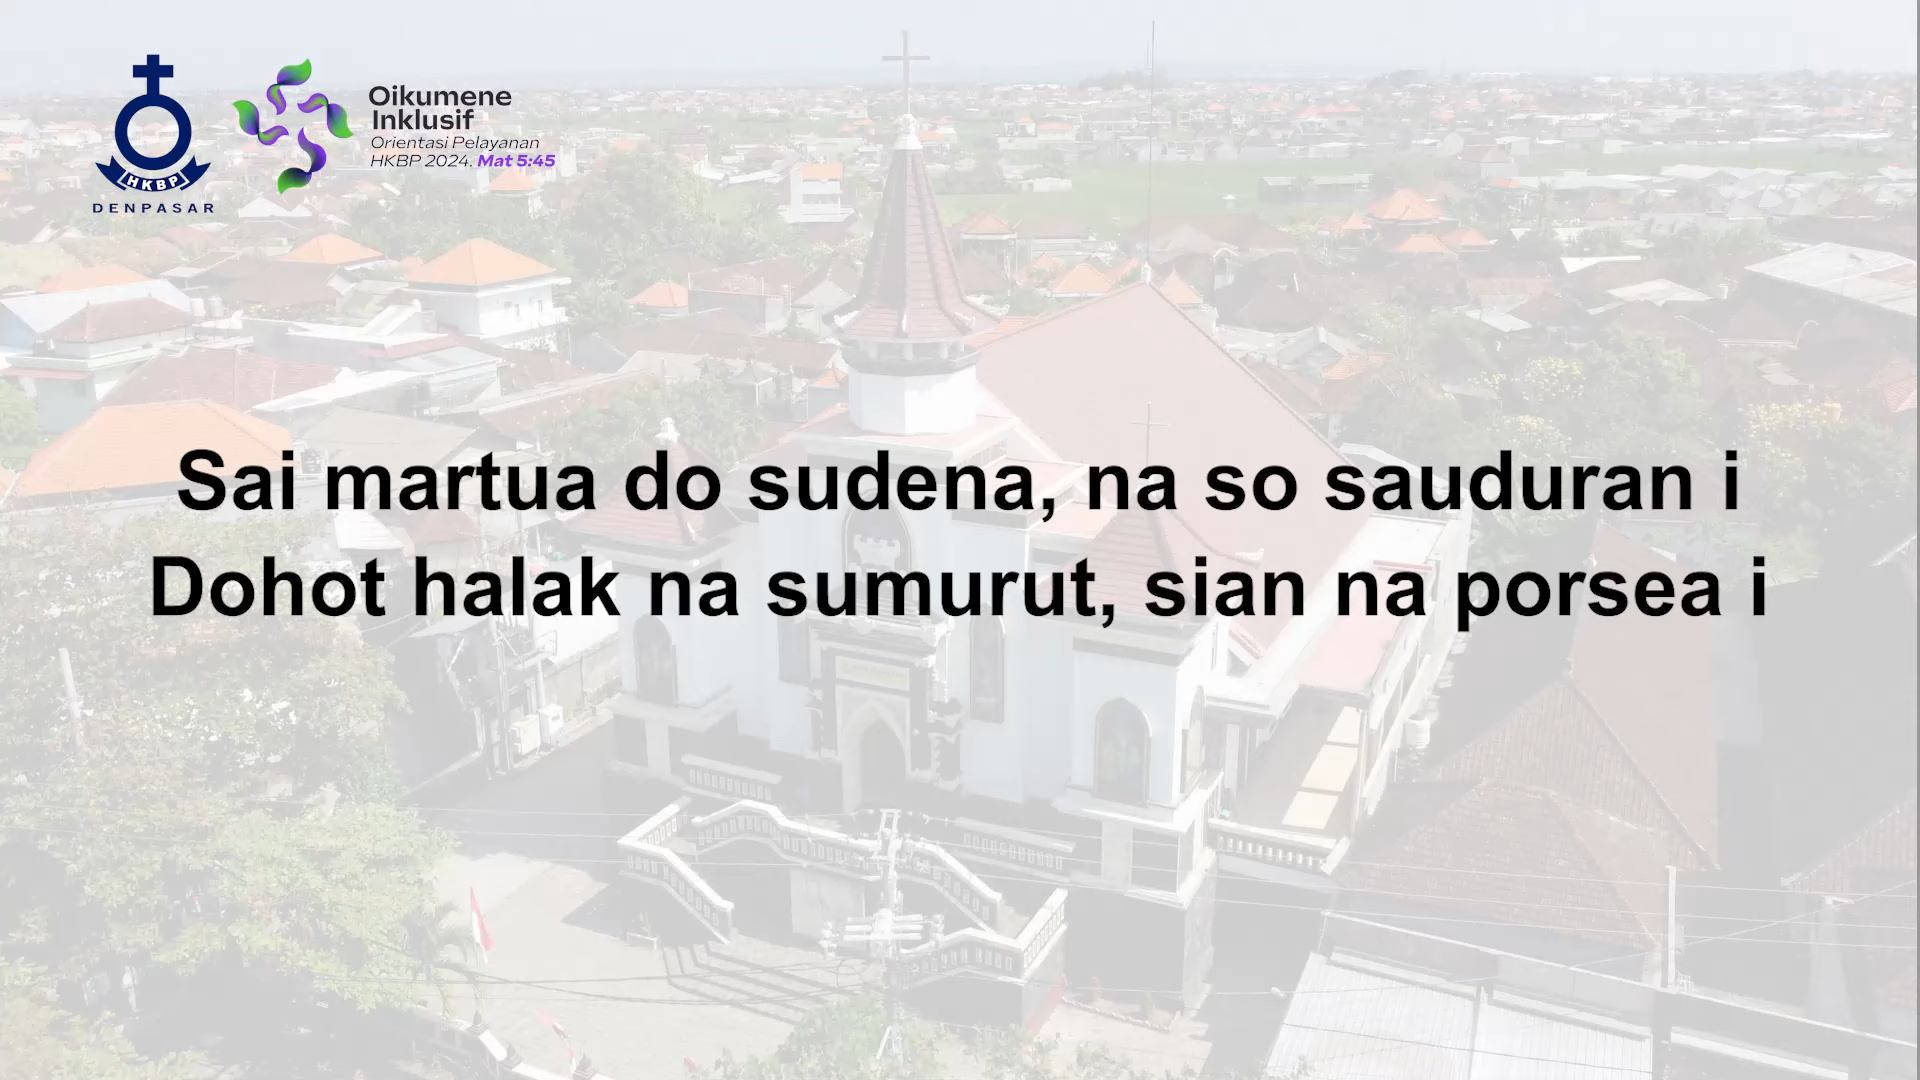 HKBP
DENPASAR
Oikumene
Inklusif
Orientasi Pelayanan
HKBP 2024. Mat 5:45
Sai martua do sudena, na so sauduran i
Dohot halak na sumurut, sian na porsea i